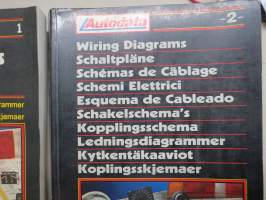 1
s
rammer
kjemaer
Autodata
-2-
Wiring Diagrams
Schaltpläne
Schémas de Câblage
Schemi Elettrici
Esquema de Cableado
Schakelschema's
Kopplingsschema
Ledningsdiagrammer
Kytkentäkaaviot
Koplingsskjemaer